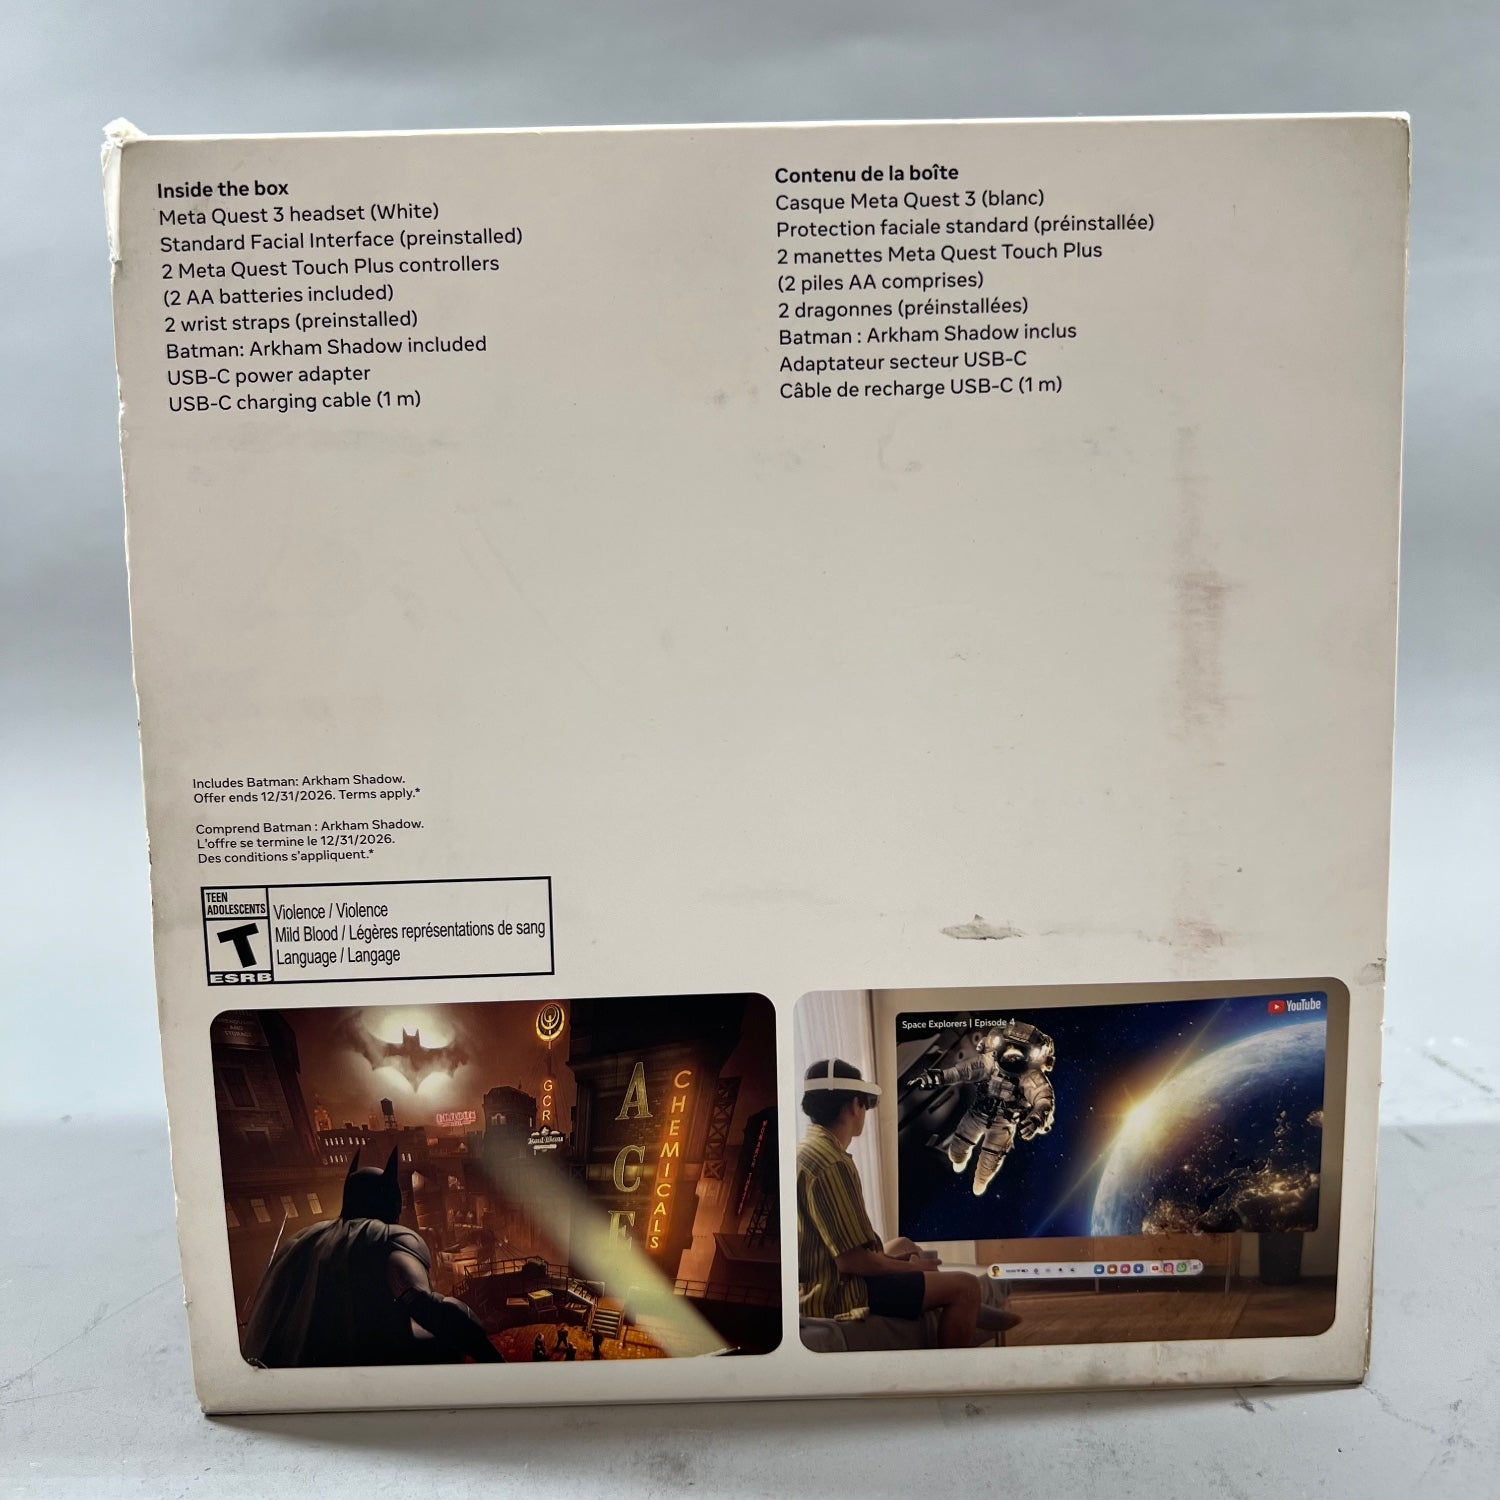 Inside the box
Meta Quest 3 headset (White)
Standard Facial Interface (preinstalled)
2 Meta Quest Touch Plus controllers
(2 AA batteries included)
2 wrist straps (preinstalled)
Batman: Arkham Shadow included
USB-C power adapter
USB-C charging cable (1 m)
Contenu de la boîte
Casque Meta Quest 3 (blanc)
Protection faciale standard (préinstallée)
2 manettes Meta Quest Touch Plus
(2 piles AA comprises)
2 dragonnes (préinstallées)
Batman : Arkham Shadow inclus
Adaptateur secteur USB-C
Câble de recharge USB-C (1 m)
Includes Batman: Arkham Shadow.
Offer ends 12/31/2026. Terms apply.*
Comprend Batman : Arkham Shadow.
L'offre se termine le 12/31/2026.
Des conditions s'appliquent.*
TEEN
ADOLESCENTS
T
ESRB
Violence / Violence
Mild Blood / Légères représentations de sang
Language / Langage
GCR
ACE
CHEMICALS
Space Explorers | Episode 4
YouTube